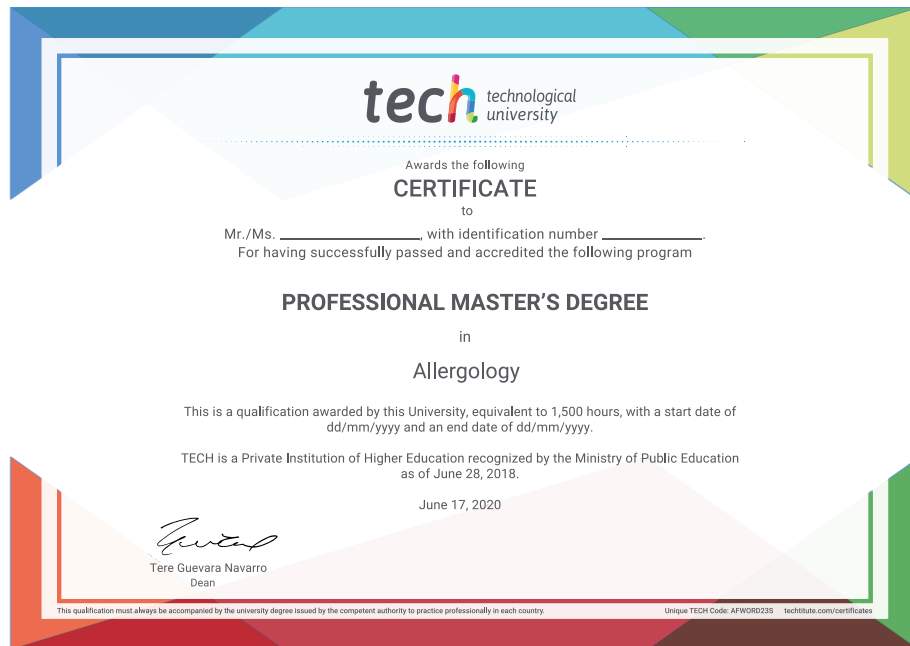 tech technological
university
Awards the following
CERTIFICATE
to
Mr./Ms. ________________, with identification number ____________.
For having successfully passed and accredited the following program
PROFESSIONAL MASTER'S DEGREE
in
Allergology
This is a qualification awarded by this University, equivalent to 1,500 hours, with a start date of
dd/mm/yyyy and an end date of dd/mm/yyyy.
TECH is a Private Institution of Higher Education recognized by the Ministry of Public Education
as of June 28, 2018.
June 17, 2020
Tere Guevara Navarro
Dean
This qualification must always be accompanied by the university degree issued by the competent authority to practice professionally in each country. Unique TECH Code: AFWORD23S techtitute.com/certificates